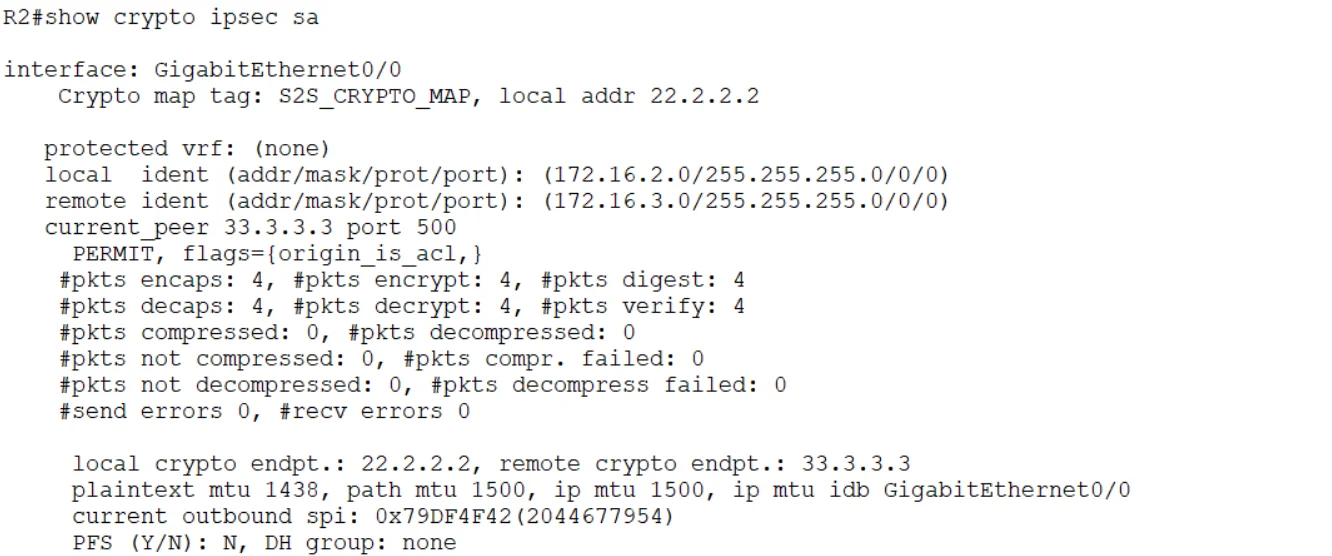 R2#show crypto ipsec sa
interface: GigabitEthernet0/0
Crypto map tag: S2S_CRYPTO_MAP, local addr 22.2.2.2
protected vrf: (none)
local  ident (addr/mask/prot/port): (172.16.2.0/255.255.255.0/0/0)
remote ident (addr/mask/prot/port): (172.16.3.0/255.255.255.0/0/0)
current_peer 33.3.3.3 port 500
PERMIT, flags={origin_is_acl,}
#pkts encaps: 4, #pkts encrypt: 4, #pkts digest: 4
#pkts decaps: 4, #pkts decrypt: 4, #pkts verify: 4
#pkts compressed: 0, #pkts decompressed: 0
#pkts not compressed: 0, #pkts compr. failed: 0
#pkts not decompressed: 0, #pkts decompress failed: 0
#send errors 0, #recv errors 0
local crypto endpt.: 22.2.2.2, remote crypto endpt.: 33.3.3.3
plaintext mtu 1438, path mtu 1500, ip mtu 1500, ip mtu idb GigabitEthernet0/0
current outbound spi: 0x79DF4F42(2044677954)
PFS (Y/N): N, DH group: none